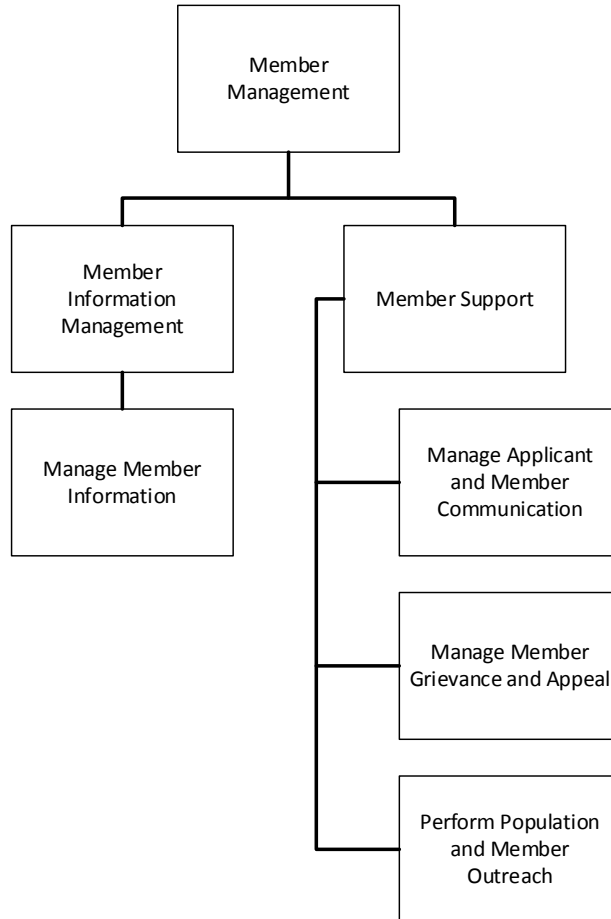 Member
Management
Member
Information
Management
Member Support
Manage Member
Information
Manage Applicant
and Member
Communication
Manage Member
Grievance and Appeal
Perform Population
and Member
Outreach